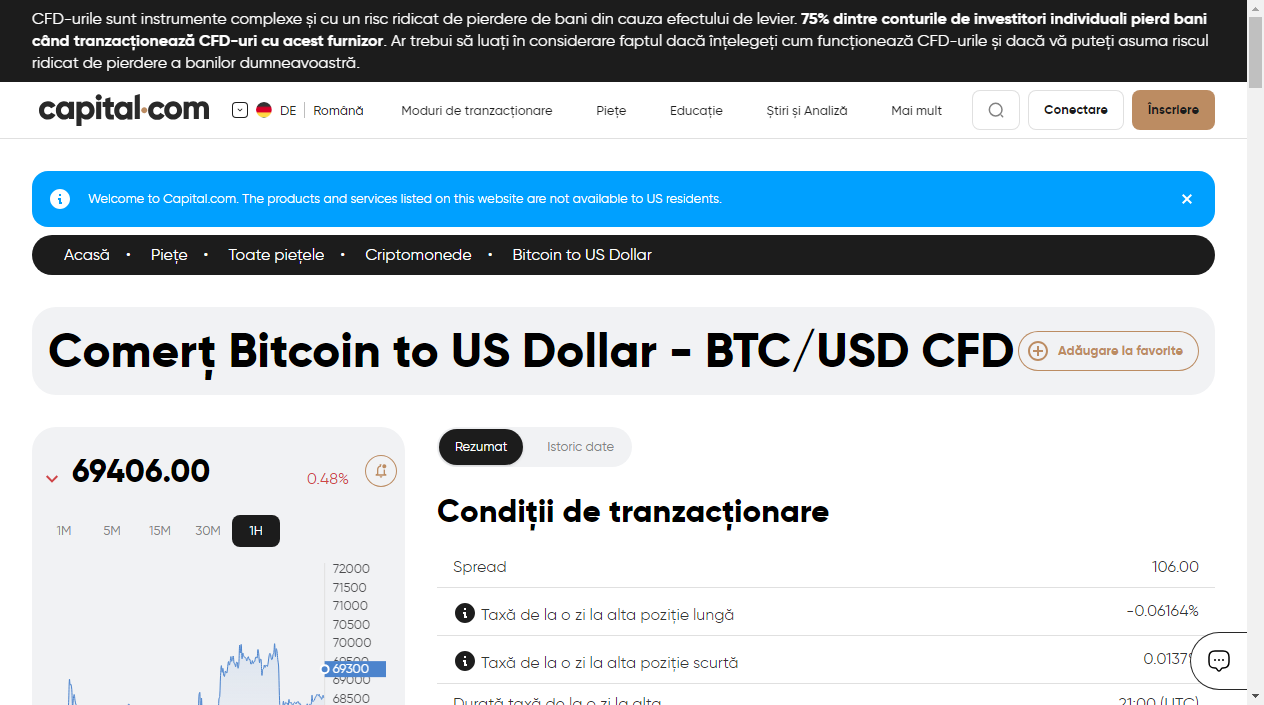 CFD-urile sunt instrumente complexe și cu un risc ridicat de pierdere de bani din cauza efectului de levier. 75% dintre conturile de investitori individuali pierd bani
când tranzacționează CFD-uri cu acest furnizor. Ar trebui să luați în considerare faptul dacă înțelegeți cum funcționează CFD-urile și dacă vă puteți asuma riscul
ridicat de pierdere a banilor dumneavoastră.
capital.com DE Română Moduri de tranzacționare Piețe Educație Știri și Analiză Mai mult Conectare Înscriere
Welcome to Capital.com. The products and services listed on this website are not available to US residents.
Acasă • Piețe • Toate piețele • Criptomonede • Bitcoin to US Dollar
Comerț Bitcoin to US Dollar - BTC/USD CFD
Adăugare la favorite
69406.00 0.48%
1M 5M 15M 30M 1H
72000
71500
71000
70500
70000
69500
69300
69000
68500
Rezumat Istoric date
Condiții de tranzacționare
Spread 106.00
Taxă de la o zi la alta poziție lungă -0.06164%
Taxă de la o zi la alta poziție scurtă 0.0137%
Durată taxă de la o zi la alta 21:00 (UTC)